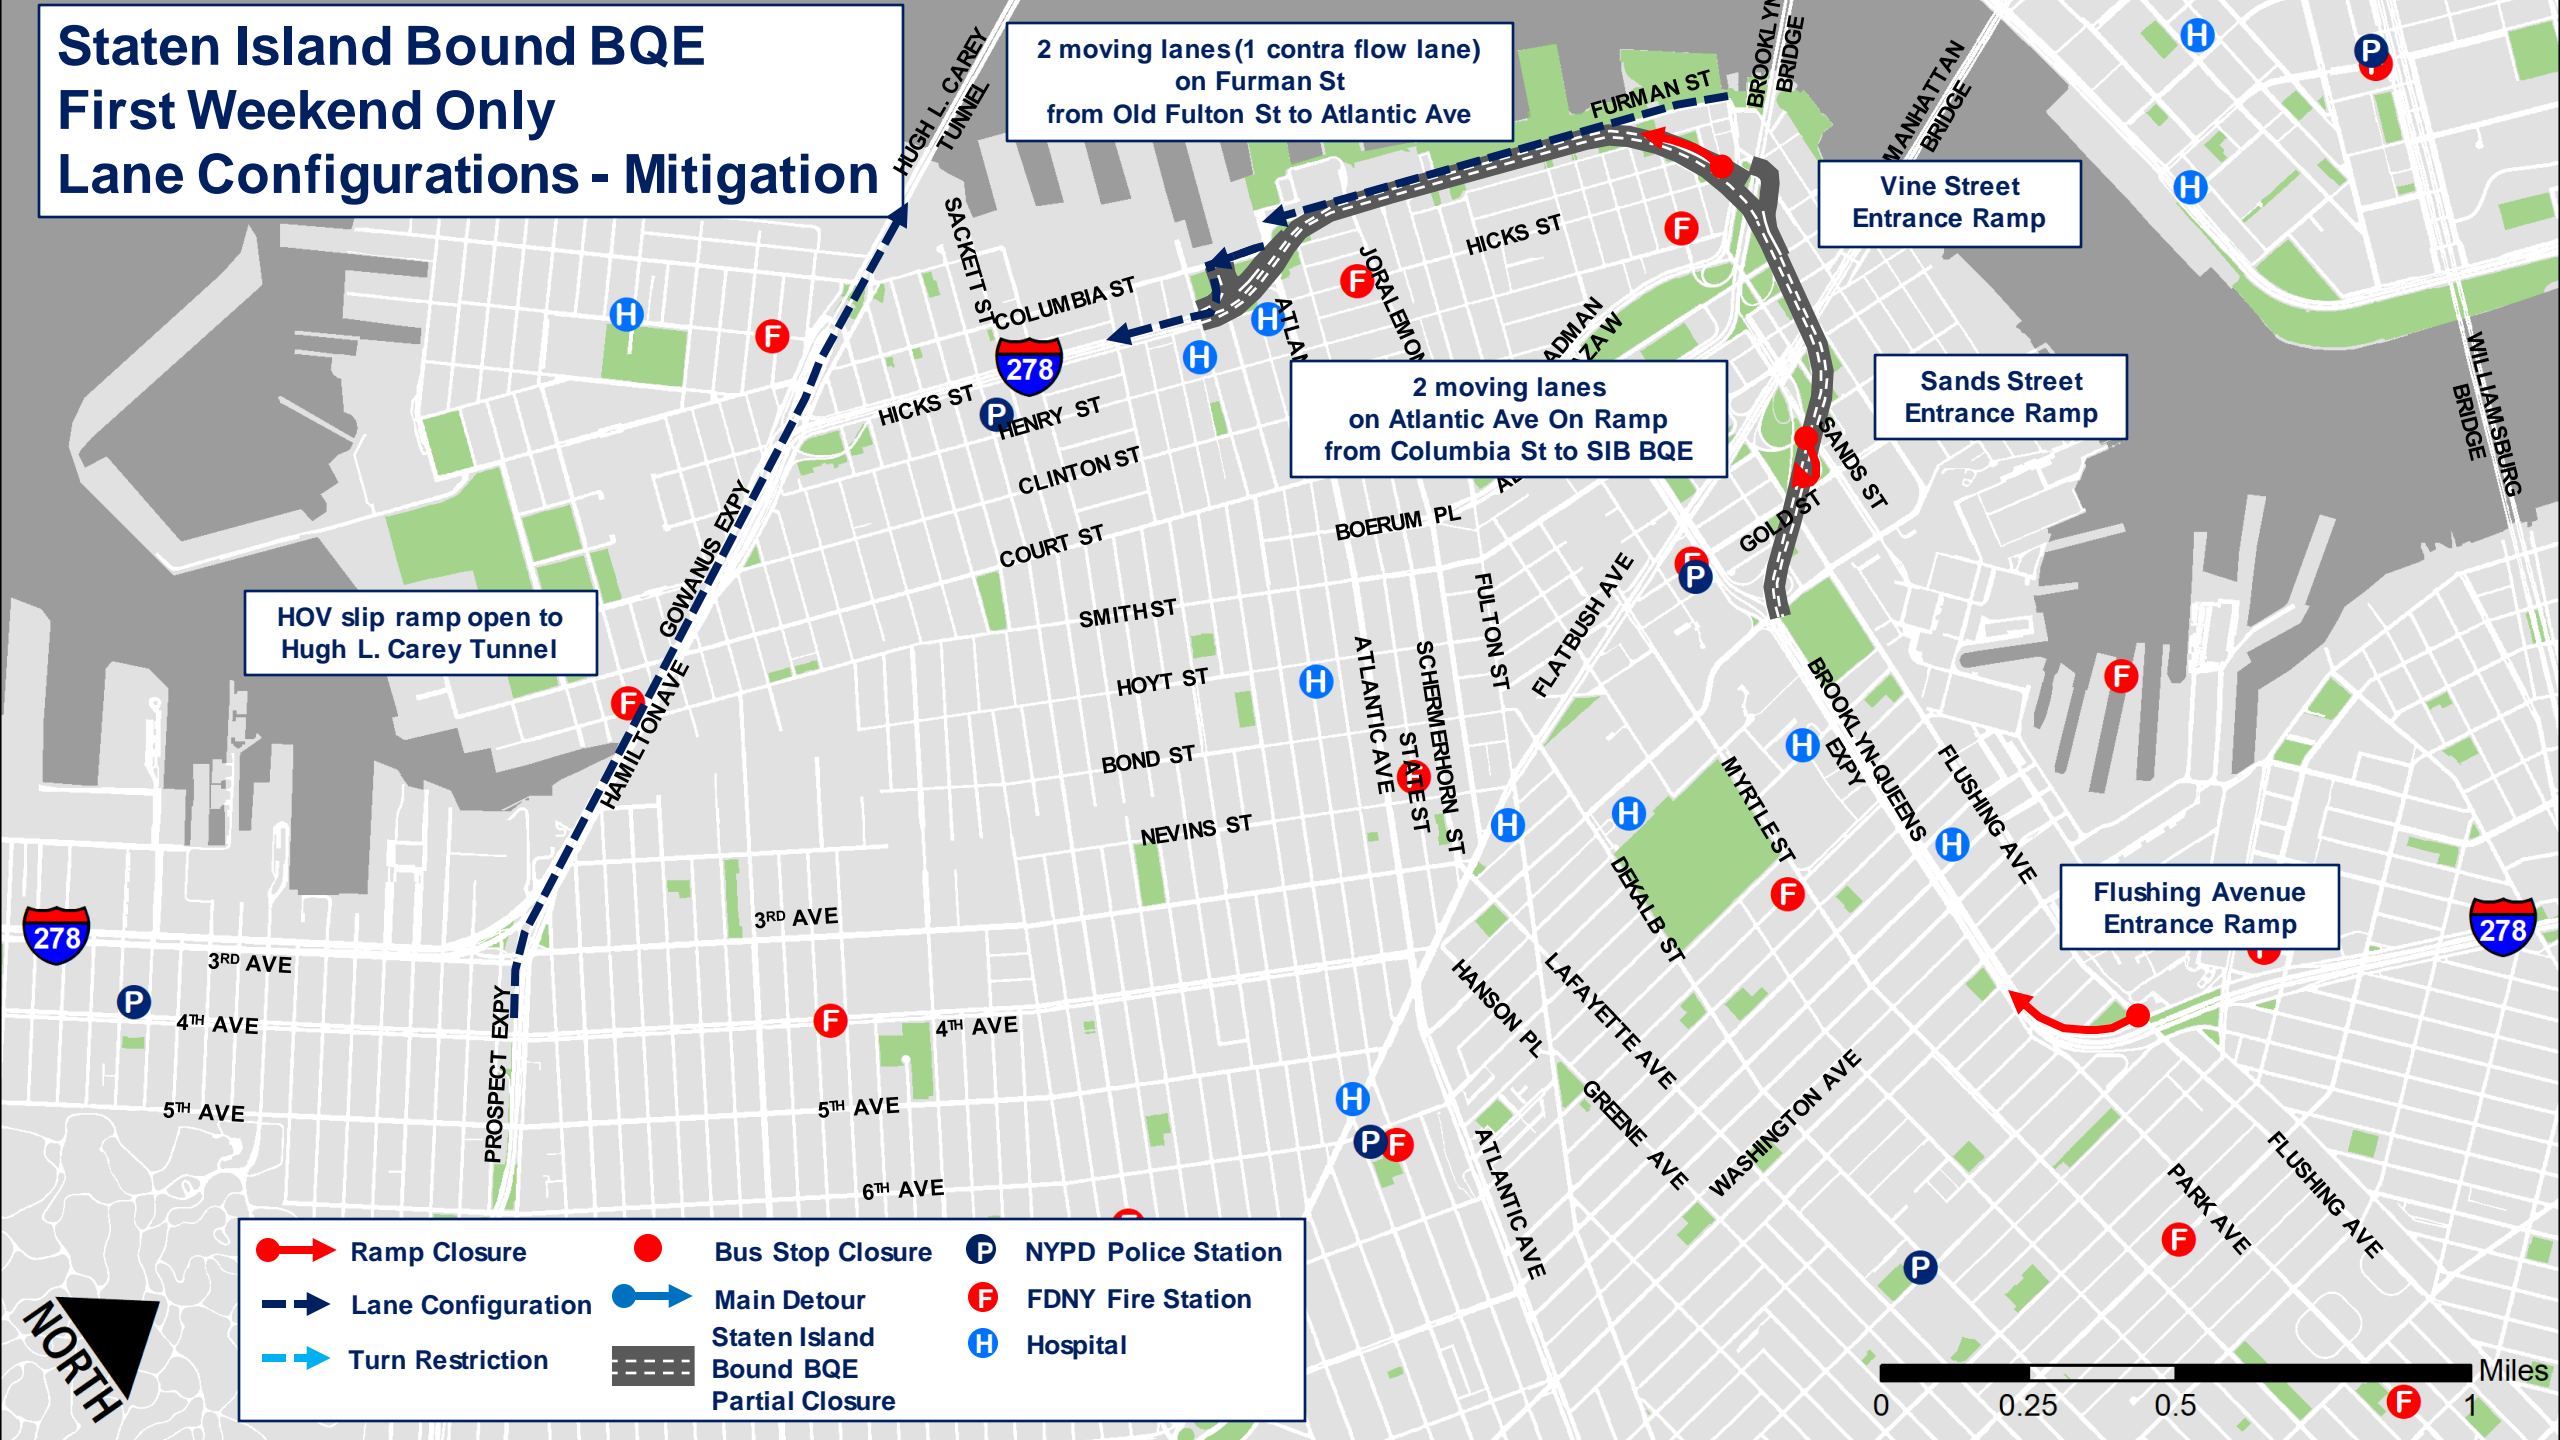 Staten Island Bound BQE
First Weekend Only
Lane Configurations - Mitigation
2 moving lanes (1 contra flow lane)
on Furman St
from Old Fulton St to Atlantic Ave
HUGH L. CAREY
TUNNEL
FURMAN ST
BROOKLYN
BRIDGE
MANHATTAN
BRIDGE
H
P
H
Vine Street
Entrance Ramp
SACKETT ST
COLUMBIA ST
HICKS ST
F
JORALEMON
F
H
F
H
H
278
HICKS ST
P
HENRY ST
CLINTON ST
COURT ST
2 moving lanes
on Atlantic Ave On Ramp
from Columbia St to SIB BQE
Sands Street
Entrance Ramp
SANDS ST
GOLD ST
WILLIAMSBURG
BRIDGE
BOERUM PL
GOWANUS EXPY
HOV slip ramp open to
Hugh L. Carey Tunnel
F
HAMILTON AVE
SMITH ST
HOYT ST
BOND ST
NEVINS ST
H
ATLANTIC AVE
STATE ST
SCHERMERHORN ST
FULTON ST
FLATBUSH AVE
P
F
H
H
H
H
BROOKLYN-QUEENS
EXPY
FLUSHING AVE
MYRTLE ST
F
DEKALB ST
Flushing Avenue
Entrance Ramp
278
278
3RD AVE
3RD AVE
P
4TH AVE
F
4TH AVE
PROSPECT EXPY
5TH AVE
5TH AVE
6TH AVE
HANSON PL
LAFAYETTE AVE
GREENE AVE
WASHINGTON AVE
ATLANTIC AVE
H
P
F
PARK AVE
FLUSHING AVE
F
P
F
Ramp Closure
Lane Configuration
Turn Restriction
Bus Stop Closure
Main Detour
Staten Island
Bound BQE
Partial Closure
P NYPD Police Station
F FDNY Fire Station
H Hospital
NORTH
Miles
0 0.25 0.5 1